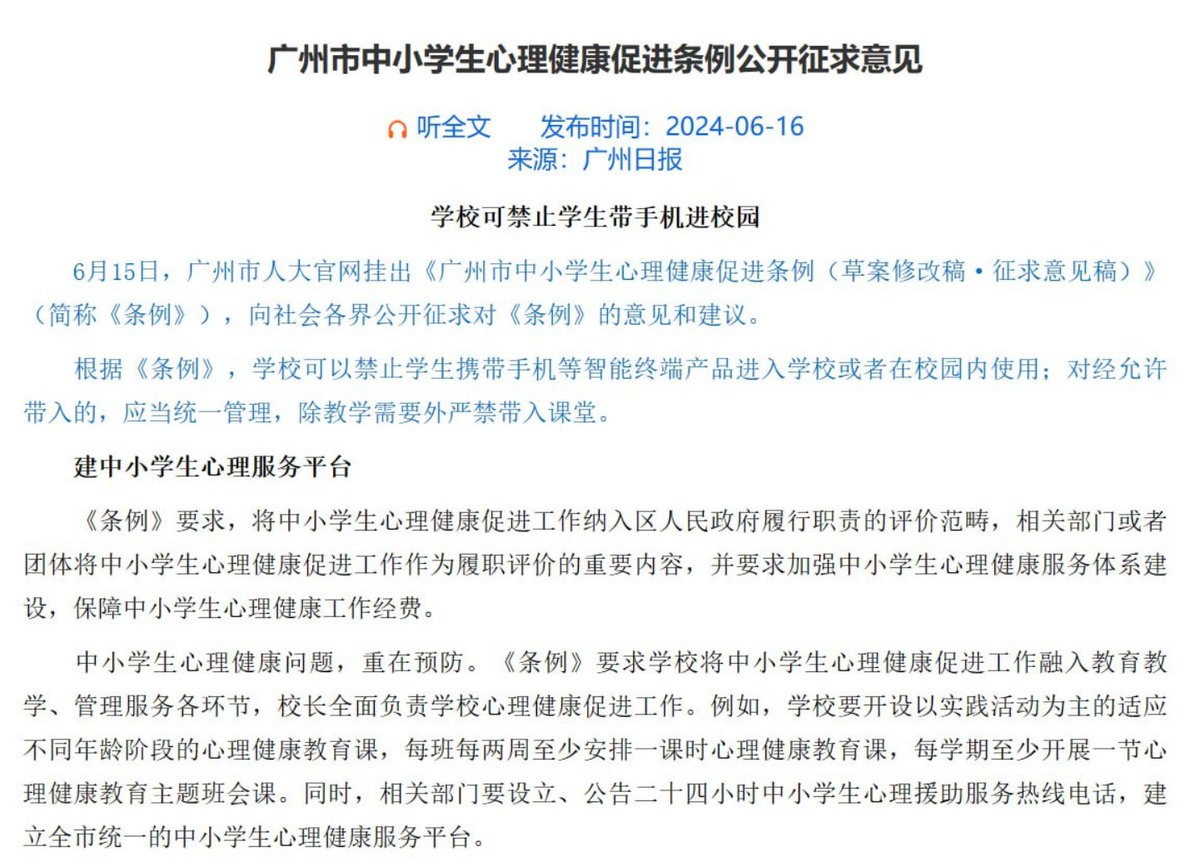 广州市中小学生心理健康促进条例公开征求意见
听全文 发布时间：2024-06-16
来源：广州日报
学校可禁止学生带手机进校园
6月15日，广州市人大官网挂出《广州市中小学生心理健康促进条例（草案修改稿·征求意见稿）》
（简称《条例》），向社会各界公开征求对《条例》的意见和建议。
根据《条例》，学校可以禁止学生携带手机等智能终端产品进入学校或者在校园内使用；对经允许
带入的，应当统一管理，除教学需要外严禁带入课堂。
建中小学生心理服务平台
《条例》要求，将中小学生心理健康促进工作纳入区人民政府履行职责的评价范畴，相关部门或者
团体将中小学生心理健康促进工作作为履职评价的重要内容，并要求加强中小学生心理健康服务体系建
设，保障中小学生心理健康工作经费。
中小学生心理健康问题，重在预防。《条例》要求学校将中小学生心理健康促进工作融入教育教
学、管理服务各环节，校长全面负责学校心理健康促进工作。例如，学校要开设以实践活动为主的适应
不同年龄阶段的心理健康教育课，每班每两周至少安排一课时心理健康教育课，每学期至少开展一节心
理健康教育主题班会课。同时，相关部门要设立、公告二十四小时中小学生心理援助服务热线电话，建
立全市统一的中小学生心理健康服务平台。